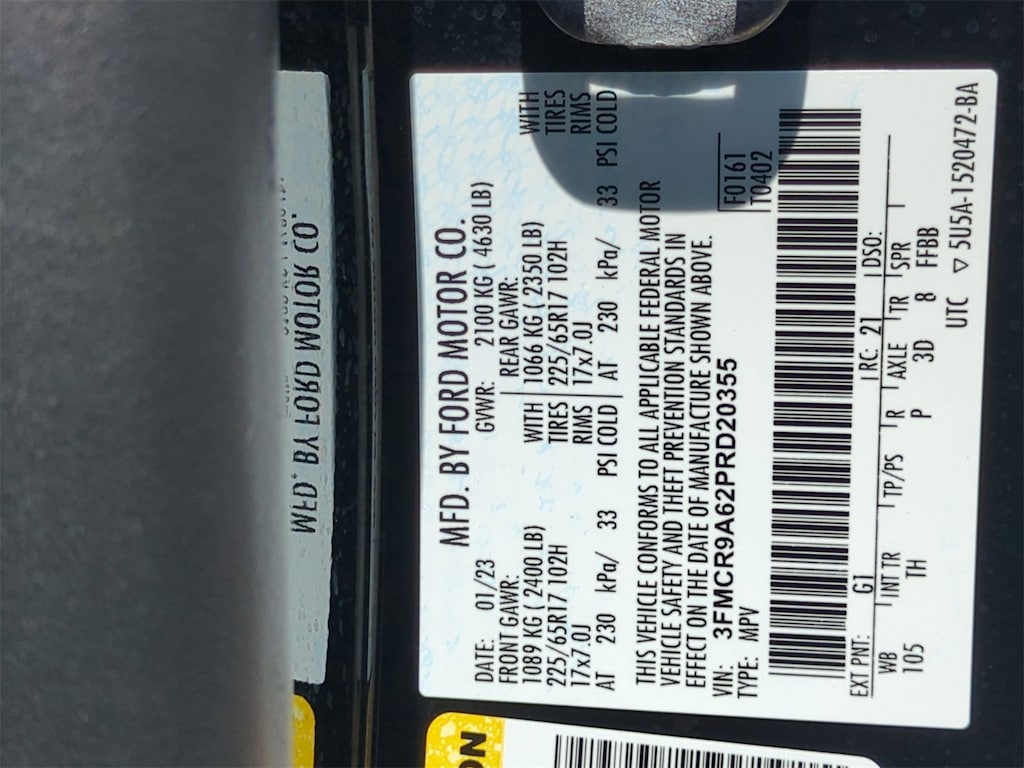 MFD. BY FORD MOTOR CO.
DATE: 01/23 GVWR: 2100 KG ( 4630 LB)
FRONT GAWR: REAR GAWR:
1089 KG ( 2400 LB) WITH 1066 KG ( 2350 LB) WITH
225/65R17 102H TIRES 225/65R17 102H TIRES
17x7.0J RIMS 17x7.0J RIMS
AT 230 kPa/ 33 PSI COLD AT 230 kPa/ 33 PSI COLD
THIS VEHICLE CONFORMS TO ALL APPLICABLE FEDERAL MOTOR
VEHICLE SAFETY AND THEFT PREVENTION STANDARDS IN
EFFECT ON THE DATE OF MANUFACTURE SHOWN ABOVE.
VIN: 3FMCR9A62PRD20355 F0161
TYPE: MPV T0402
EXT PNT: G1 RC: 21 DSO:
WB INT TR TP/PS R AXLE TR SPR
105 TH P 3D 8 FFBB
UTC ▽ 5U5A-1520472-BA
MFD. BY FORD MOTOR CO.
ON